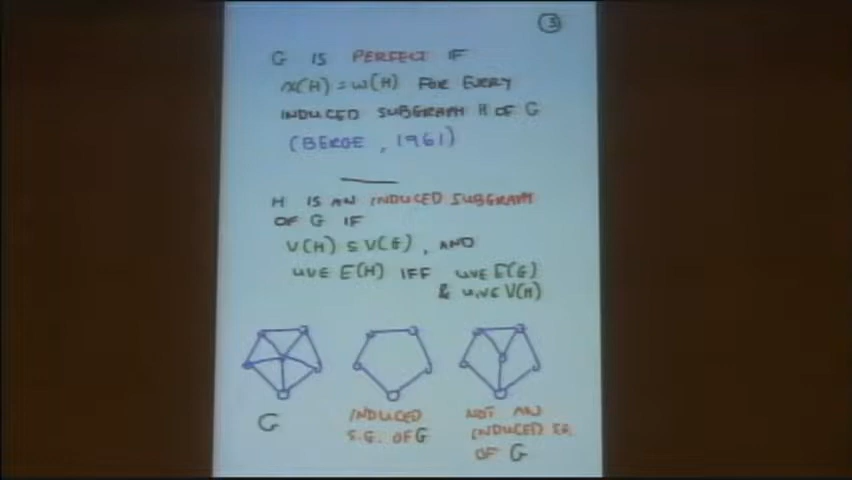 3
G IS PERFECT IF
χ(H) = ω(H) FOR EVERY
INDUCED SUBGRAPH H OF G
(BERGE, 1961)
H IS AN INDUCED SUBGRAPH
OF G IF
V(H) ⊆ V(G), AND
uv∈E(H) IFF uv∈E(G)
& u,v∈V(H)
G
INDUCED
S.G. OF G
NOT AN
INDUCED S.G.
OF G